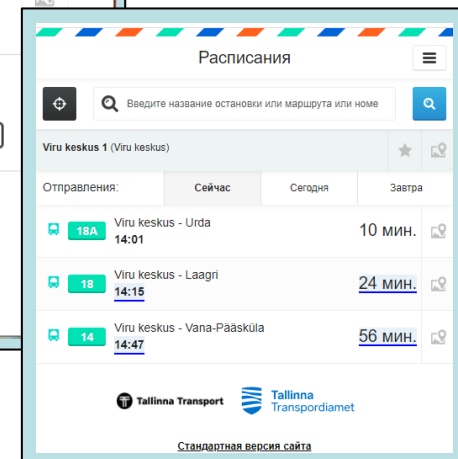 Расписания
Введите название остановки или маршрута или номе
Viru keskus 1 (Viru keskus)
Отправления:
Сейчас
Сегодня
Завтра
18A
Viru keskus - Urda
14:01
10 мин.
18
Viru keskus - Laagri
14:15
24 мин.
14
Viru keskus - Vana-Pääsküla
14:47
56 мин.
Tallinna Transport
Tallinna
Transpordiamet
Стандартная версия сайта